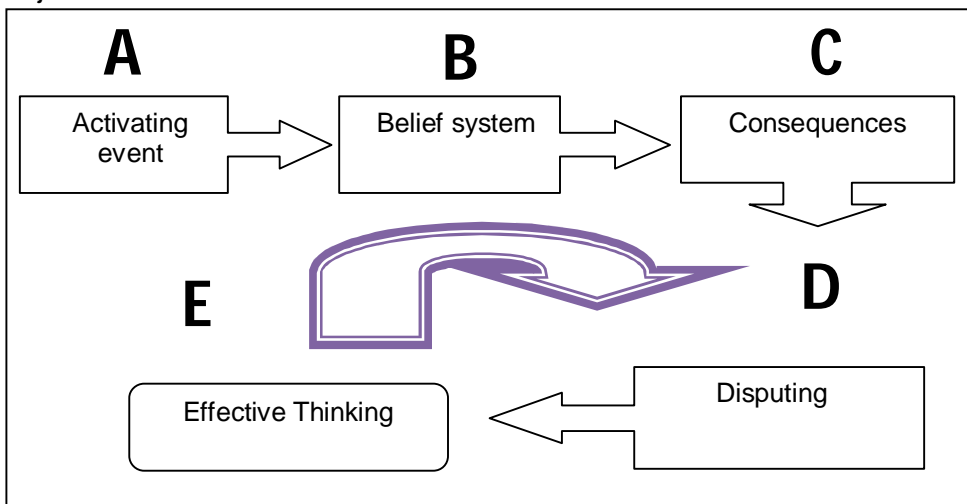 A
B
C
Activating
event
Belief system
Consequences
E
D
Effective Thinking
Disputing